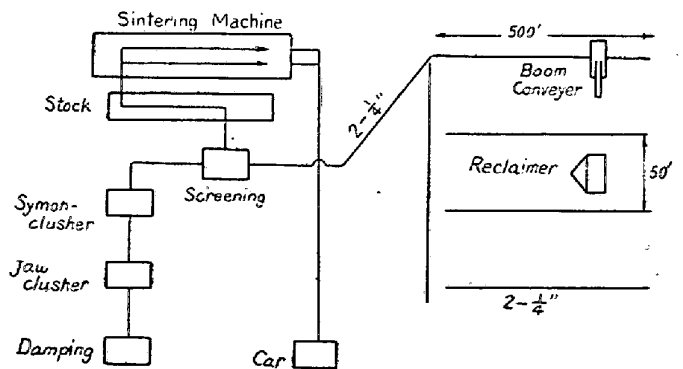 Sintering Machine
500'
Boom
Conveyer
Stock
2-1/4"
Reclaimer
50'
Screening
Symon-
clusher
Jaw
clusher
2-1/4"
Damping
Car